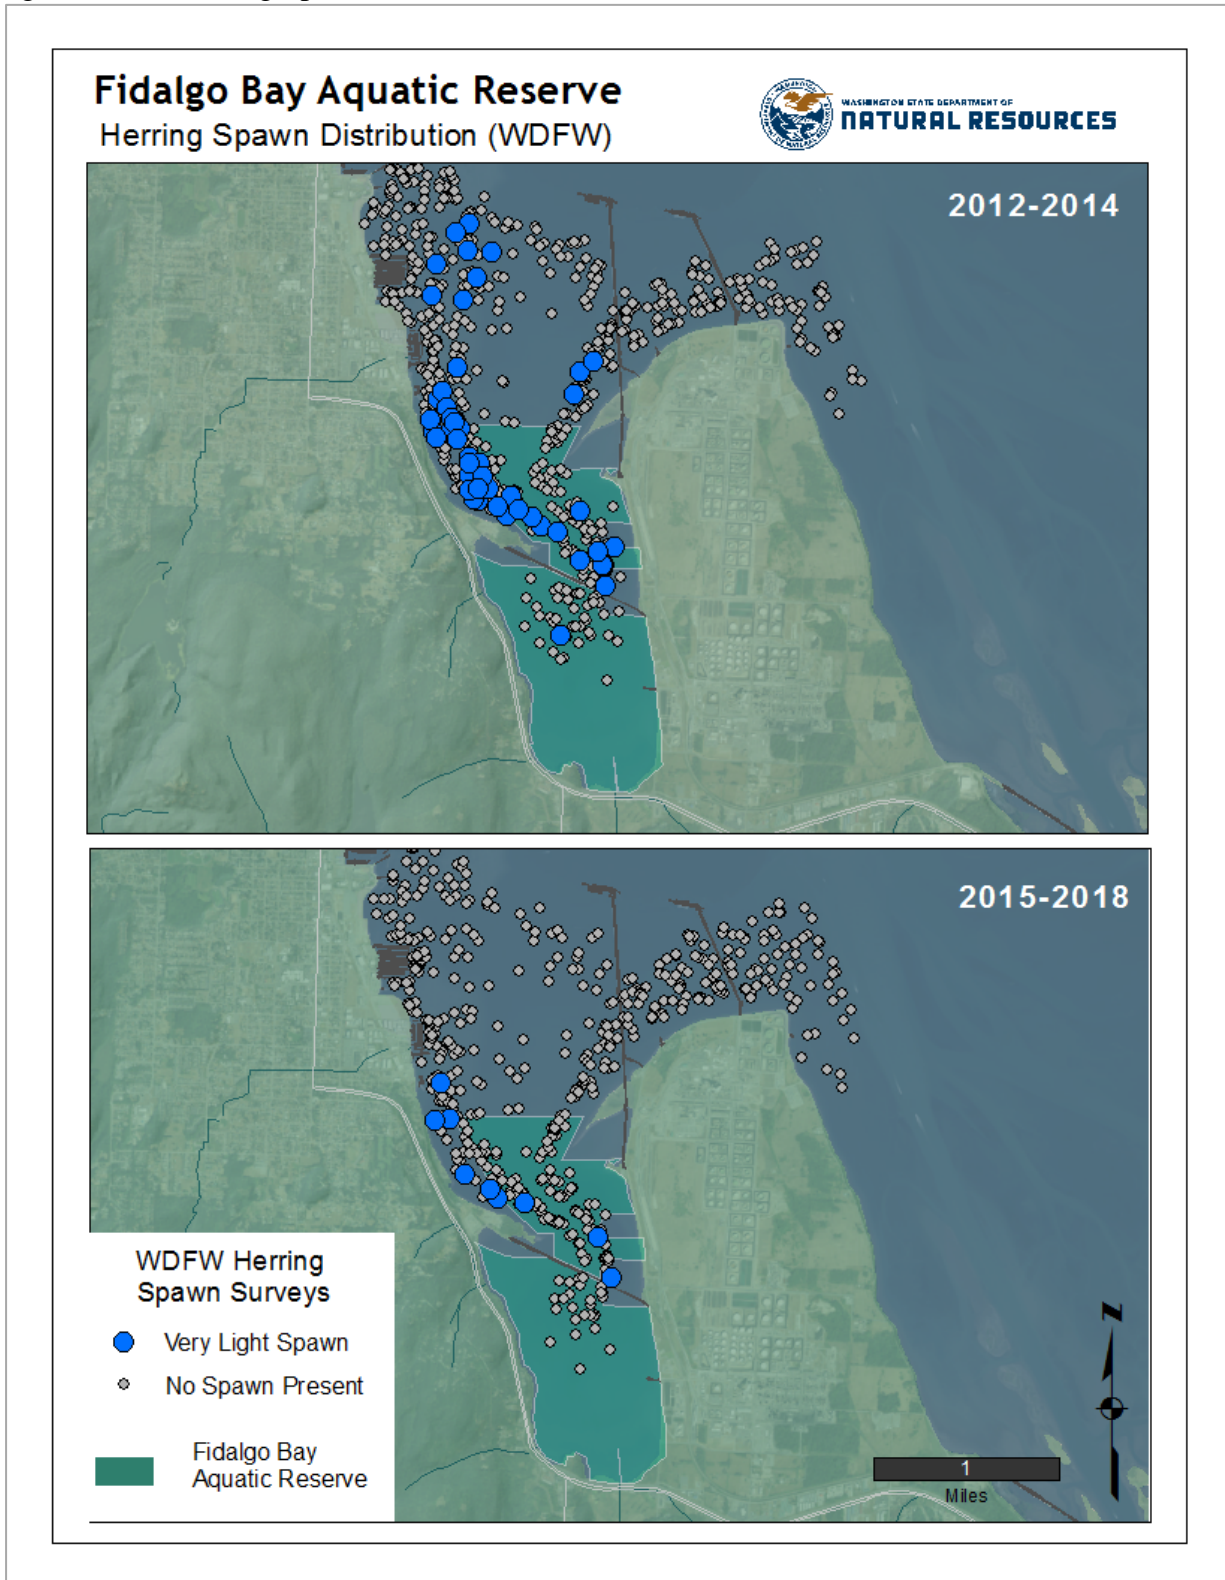 Fidalgo Bay Aquatic Reserve
Herring Spawn Distribution (WDFW)
WASHINGTON STATE DEPARTMENT OF
NATURAL RESOURCES
2012-2014
2015-2018
WDFW Herring
Spawn Surveys
Very Light Spawn
No Spawn Present
Fidalgo Bay
Aquatic Reserve
N
1
Miles